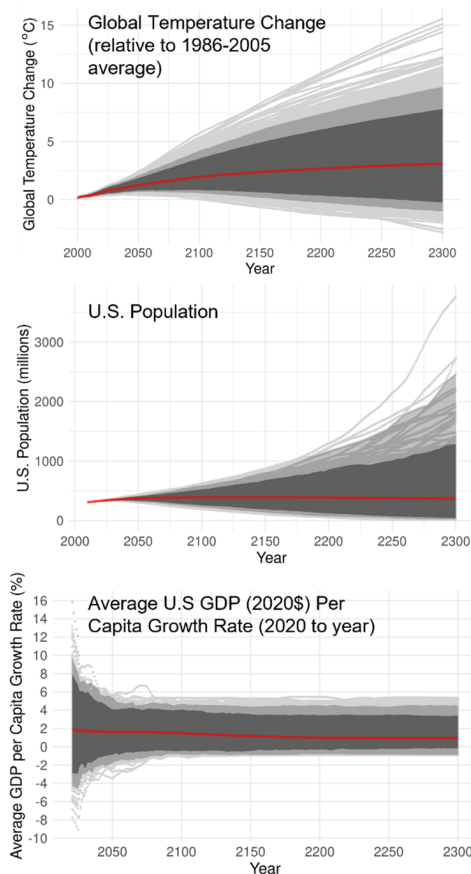 Global Temperature Change
(relative to 1986-2005
average)
Global Temperature Change (°C)
15
10
5
0
2000 2050 2100 2150 2200 2250 2300
Year
U.S. Population
U.S. Population (millions)
3000
2000
1000
0
2000 2050 2100 2150 2200 2250 2300
Year
Average U.S GDP (2020$) Per
Capita Growth Rate (2020 to year)
Average GDP per Capita Growth Rate (%)
16
14
12
10
8
6
4
2
0
-2
-4
-6
-8
-10
2050 2100 2150 2200 2250 2300
Year